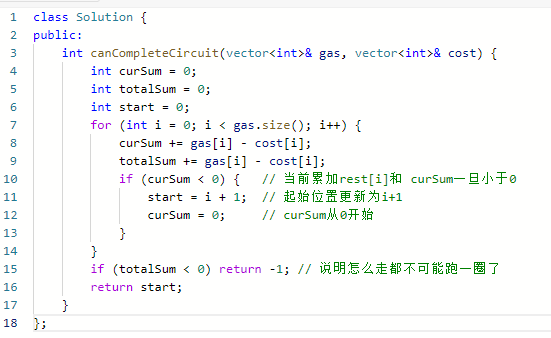 1 class Solution {
2 public:
3     int canCompleteCircuit(vector<int>& gas, vector<int>& cost) {
4         int curSum = 0;
5         int totalSum = 0;
6         int start = 0;
7         for (int i = 0; i < gas.size(); i++) {
8             curSum += gas[i] - cost[i];
9             totalSum += gas[i] - cost[i];
10             if (curSum < 0) {   // 当前累加rest[i]和 curSum一旦小于0
11                 start = i + 1;  // 起始位置更新为i+1
12                 curSum = 0;     // curSum从0开始
13             }
14         }
15         if (totalSum < 0) return -1; // 说明怎么走都不可能跑一圈了
16         return start;
17     }
18 };